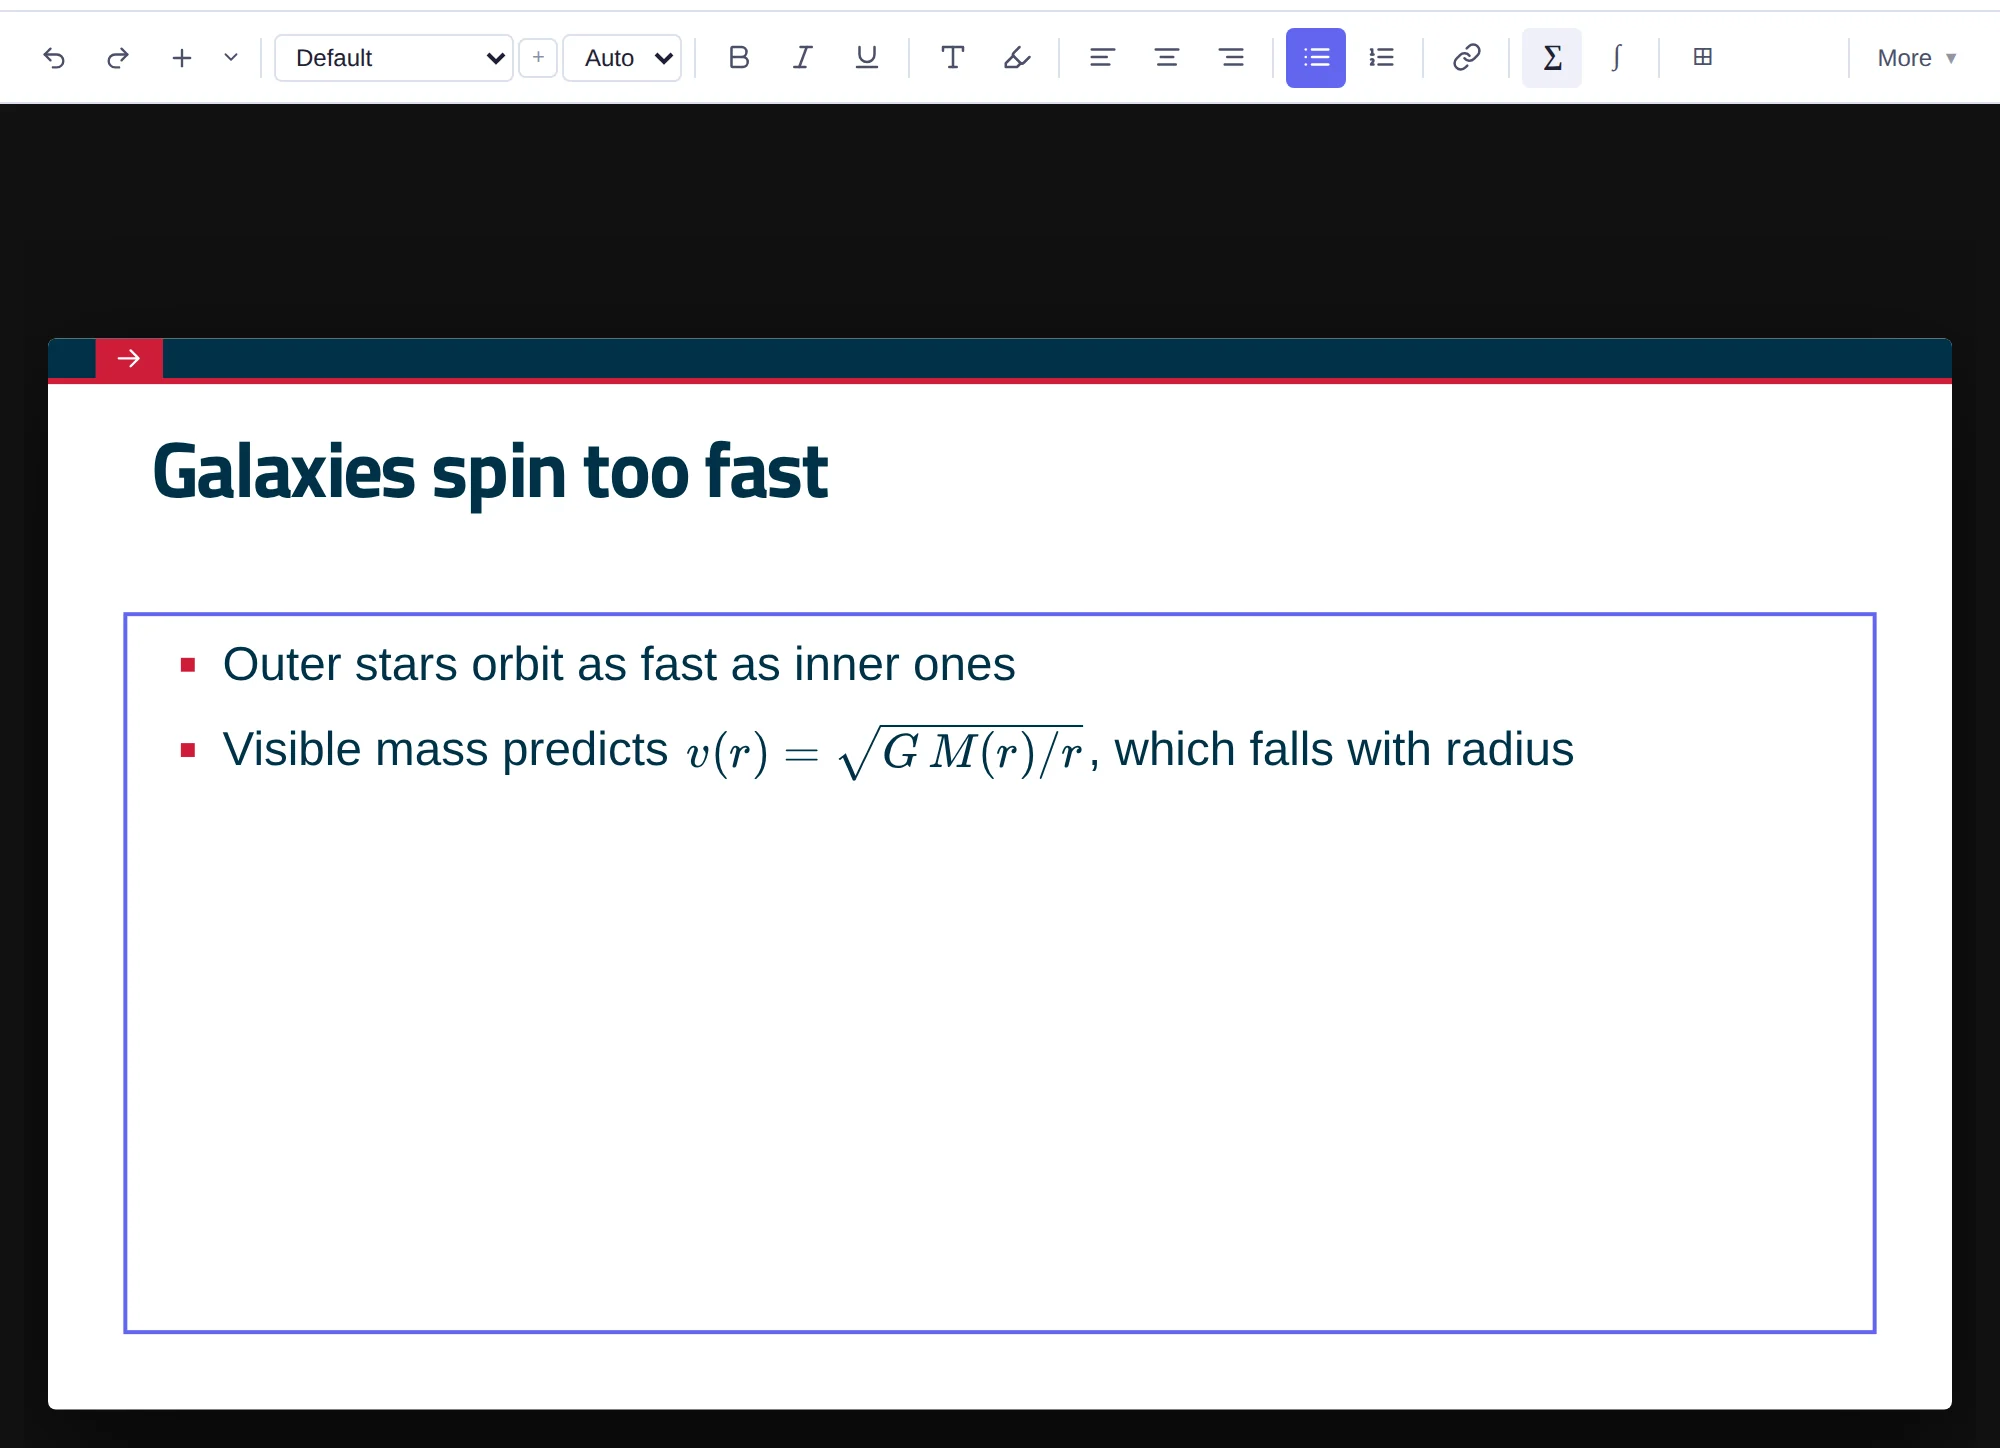 Default + Auto B I U T Σ ∫ More
Galaxies spin too fast
Outer stars orbit as fast as inner ones
Visible mass predicts v(r) = √(G M(r)/r), which falls with radius